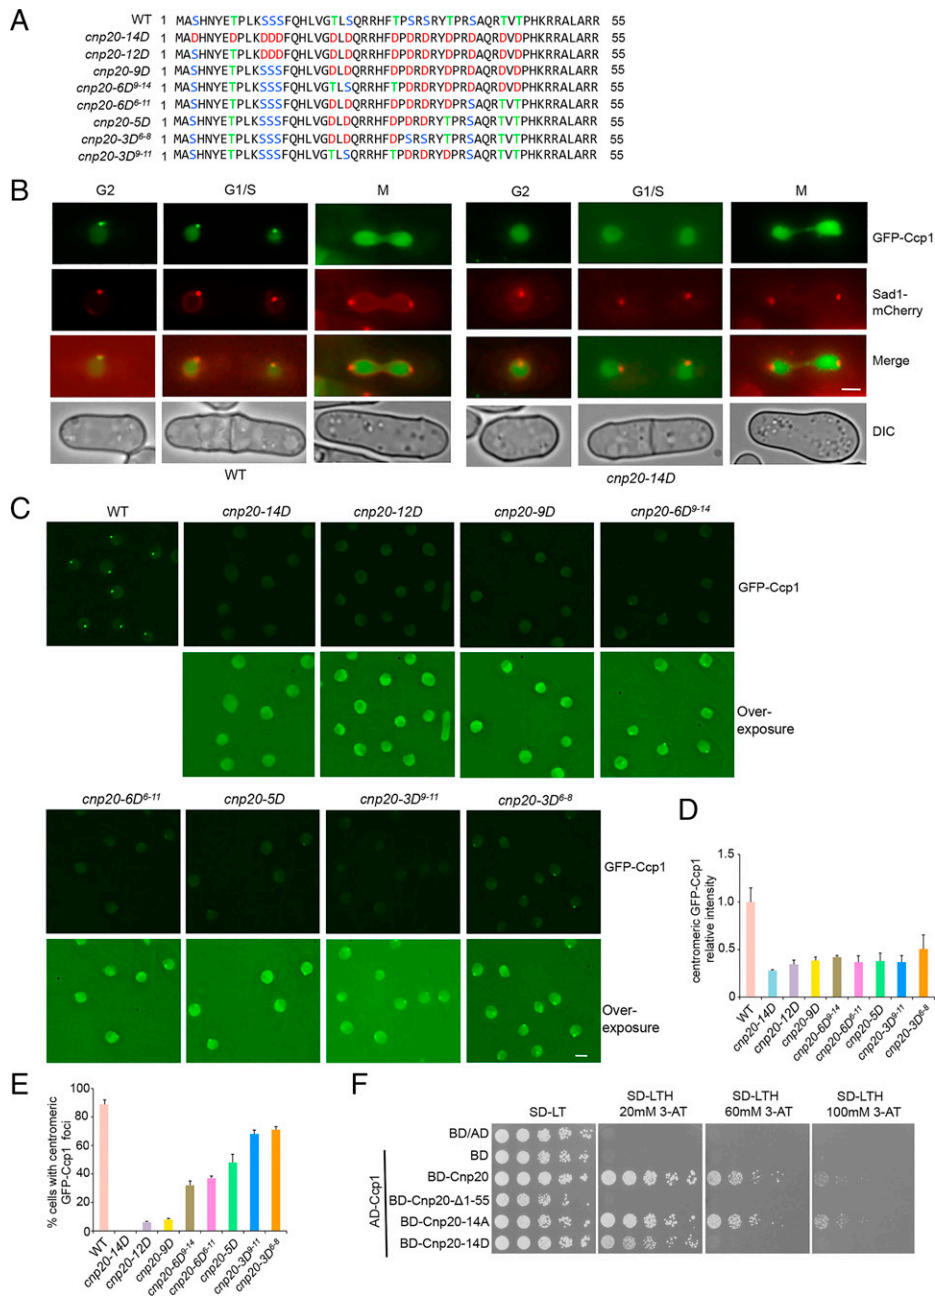 A
WT 1 MASHNYETPLKSSSFQHLVGTLSQRRHFTPSRSRYTPRSAQRTVTPHKRRALARR 55
cnp20-14D 1 MADHNYEDPLKDDDFQHLVGDLDQRRHFDPDRDRYDPRDAQRDVDPHKRRALARR 55
cnp20-12D 1 MASHNYETPLKDDDFQHLVGDLDQRRHFDPDRDRYDPRDAQRDVDPHKRRALARR 55
cnp20-9D 1 MASHNYETPLKSSSFQHLVGDLDQRRHFDPDRDRYDPRDAQRDVDPHKRRALARR 55
cnp20-6D9-14 1 MASHNYETPLKSSSFQHLVGTLSQRRHFTPDRDRYDPRDAQRDVDPHKRRALARR 55
cnp20-6D6-11 1 MASHNYETPLKSSSFQHLVGDLDQRRHFDPDRDRYDPRSAQRTVTPHKRRALARR 55
cnp20-5D 1 MASHNYETPLKSSSFQHLVGDLDQRRHFDPDRDRYTPRSAQRTVTPHKRRALARR 55
cnp20-3D6-8 1 MASHNYETPLKSSSFQHLVGDLDQRRHFDPSRSRYTPRSAQRTVTPHKRRALARR 55
cnp20-3D9-11 1 MASHNYETPLKSSSFQHLVGTLSQRRHFTPDRDRYDPRSAQRTVTPHKRRALARR 55
B
G2 G1/S M G2 G1/S M
GFP-Ccp1
Sad1-
mCherry
Merge
DIC
WT cnp20-14D
C
WT cnp20-14D cnp20-12D cnp20-9D cnp20-6D9-14
GFP-Ccp1
Over-
exposure
cnp20-6D6-11 cnp20-5D cnp20-3D9-11 cnp20-3D6-8
GFP-Ccp1
Over-
exposure
D
centromeric GFP-Ccp1
relative intensity
1.5
1.0
0.5
0
WT cnp20-14D cnp20-12D cnp20-9D cnp20-6D9-14 cnp20-6D6-11 cnp20-5D cnp20-3D9-11 cnp20-3D6-8
E
% cells with centromeric
GFP-Ccp1 foci
100
80
60
40
20
0
WT cnp20-14D cnp20-12D cnp20-9D cnp20-6D9-14 cnp20-6D6-11 cnp20-5D cnp20-3D9-11 cnp20-3D6-8
F
SD-LT SD-LTH SD-LTH SD-LTH
20mM 3-AT 60mM 3-AT 100mM 3-AT
BD/AD
AD-Ccp1
BD
BD-Cnp20
BD-Cnp20-Δ1-55
BD-Cnp20-14A
BD-Cnp20-14D